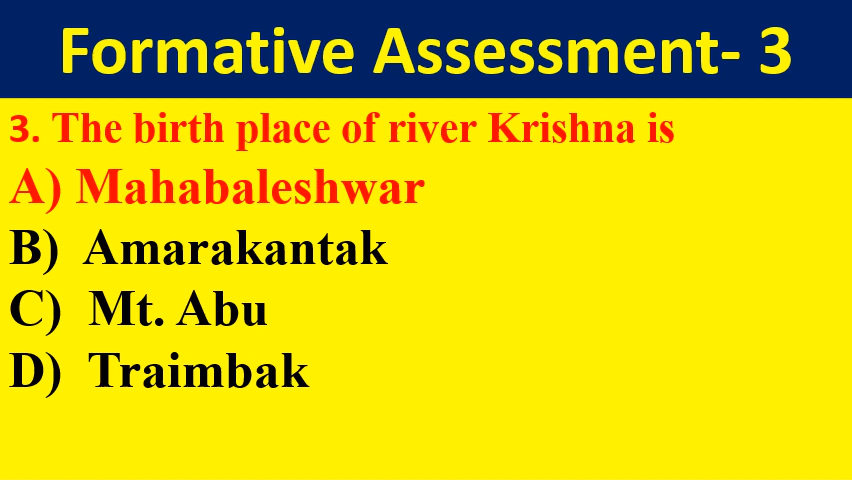 Formative Assessment- 3
3. The birth place of river Krishna is
A) Mahabaleshwar
B) Amarakantak
C) Mt. Abu
D) Traimbak